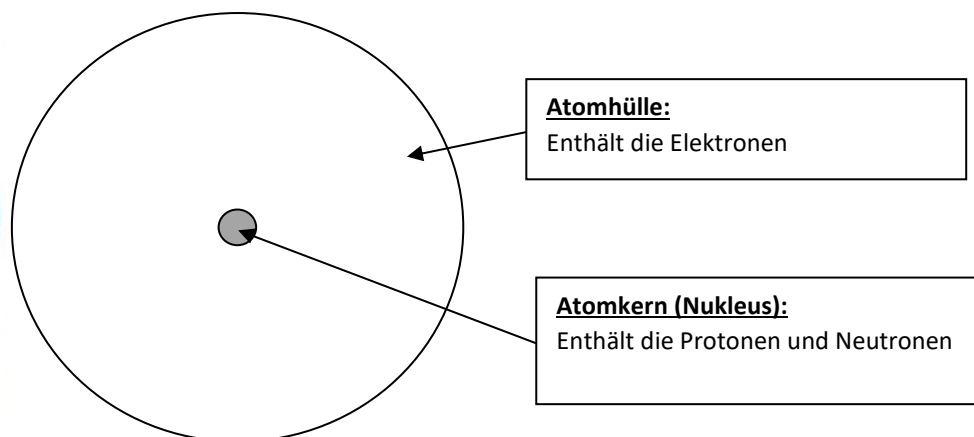 Atomhülle:
Enthält die Elektronen
Atomkern (Nukleus):
Enthält die Protonen und Neutronen